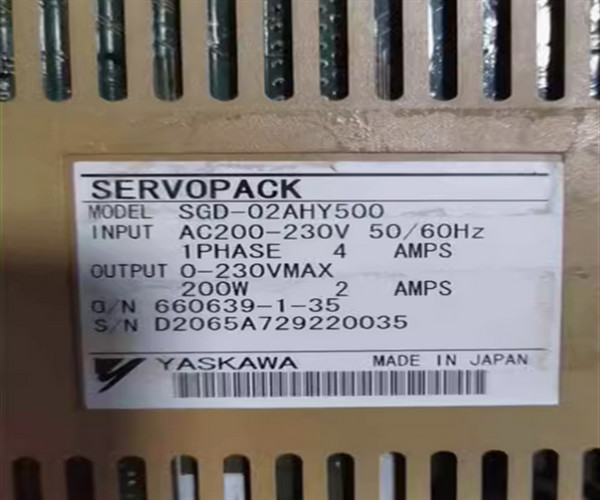 SERVOPACK
MODEL SGD-02AHY500
INPUT AC200-230V 50/60Hz
1PHASE 4 AMPS
OUTPUT 0-230VMAX
200W 2 AMPS
O/N 660639-1-35
S/N D2065A729220035
YASKAWA MADE IN JAPAN